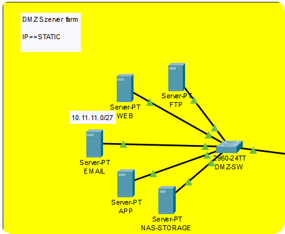 DMZ Szerver farm
IP==STATIC
Server-PT
FTP
Server-PT
WEB
10.11.11.0/27
2960-24TT
DMZ-SW
Server-PT
EMAIL
Server-PT
APP
Server-PT
NAS-STORAGE